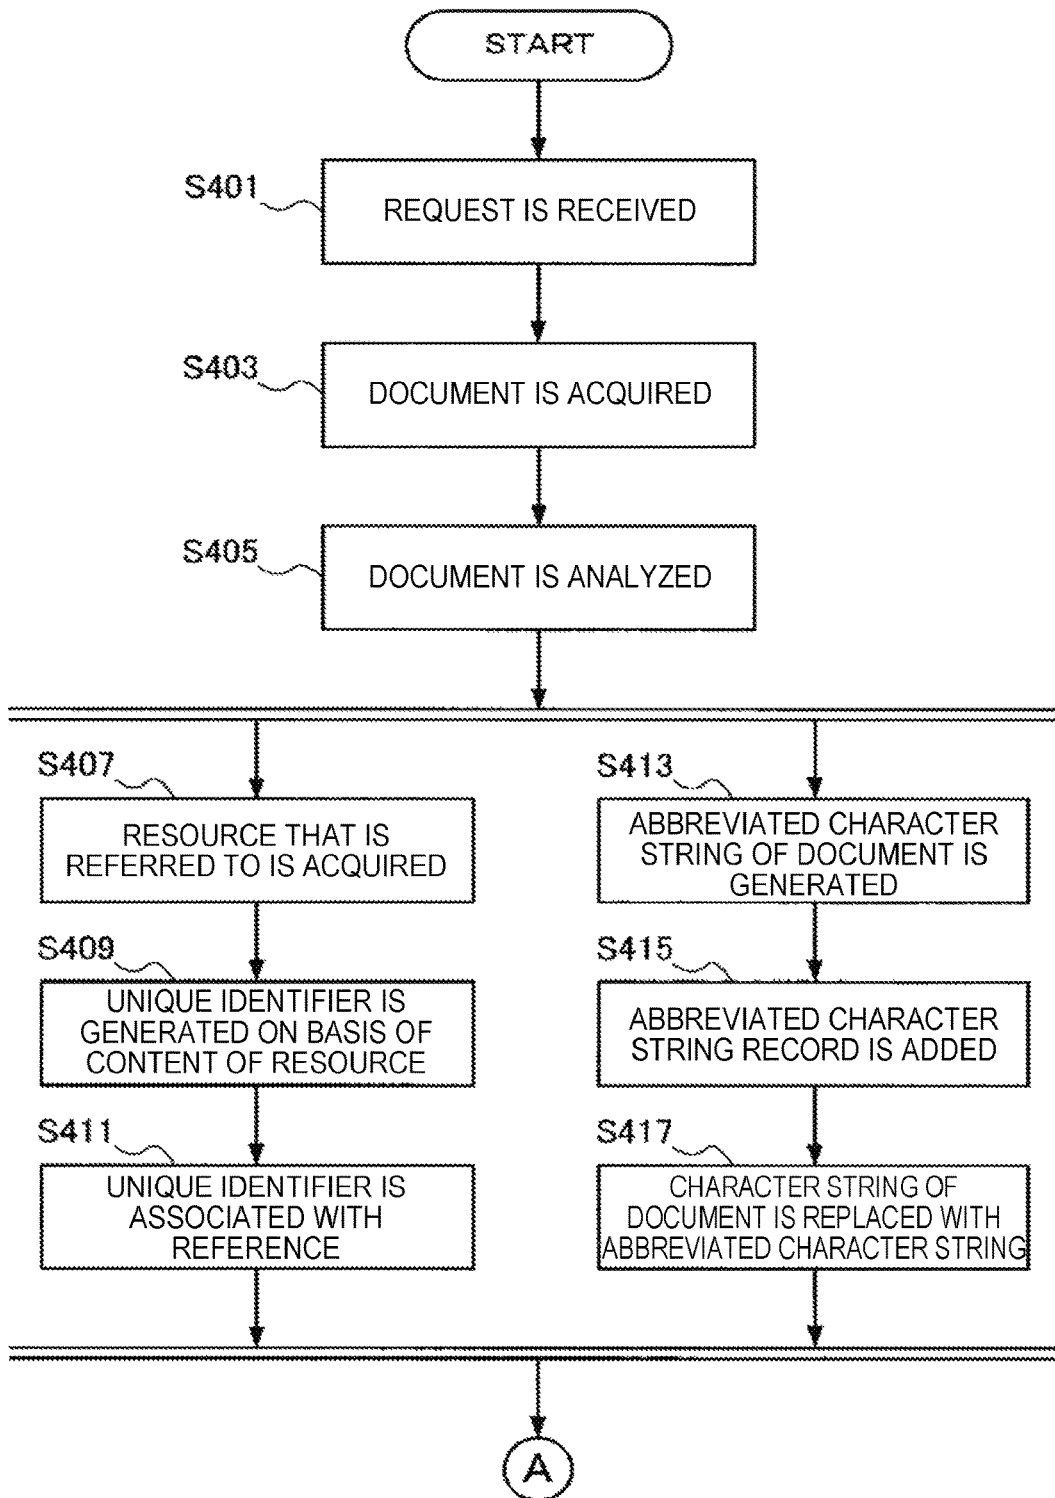 START
S401
REQUEST IS RECEIVED
S403
DOCUMENT IS ACQUIRED
S405
DOCUMENT IS ANALYZED
S407
RESOURCE THAT IS
REFERRED TO IS ACQUIRED
S409
UNIQUE IDENTIFIER IS
GENERATED ON BASIS OF
CONTENT OF RESOURCE
S411
UNIQUE IDENTIFIER IS
ASSOCIATED WITH
REFERENCE
S413
ABBREVIATED CHARACTER
STRING OF DOCUMENT IS
GENERATED
S415
ABBREVIATED CHARACTER
STRING RECORD IS ADDED
S417
CHARACTER STRING OF
DOCUMENT IS REPLACED WITH
ABBREVIATED CHARACTER STRING
A